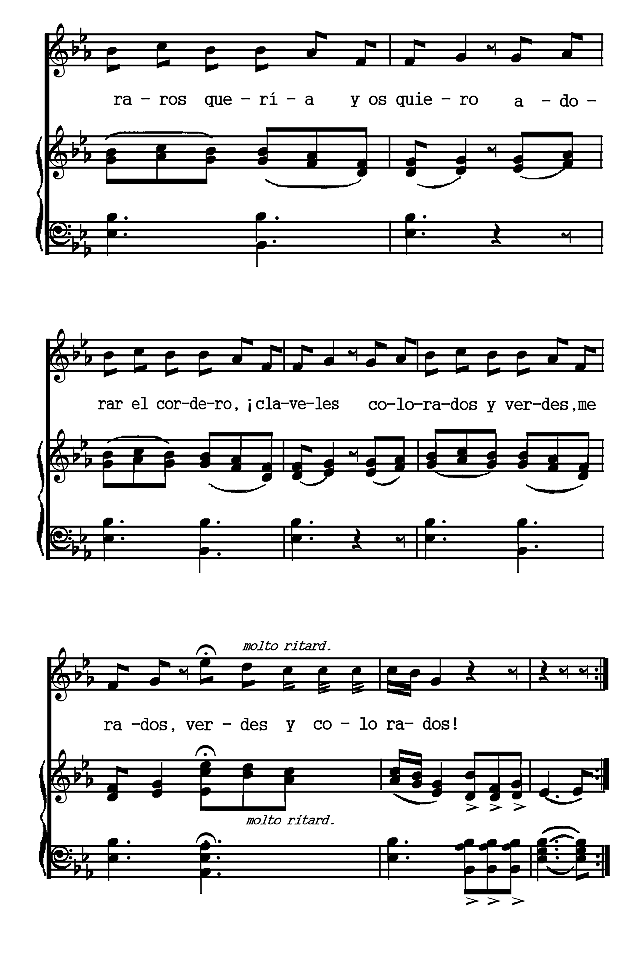 ra - ros que - rí - a y os quie - ro a - do -
rar el cor-de-ro, ¡cla-ve-les co-lo-ra-dos y ver-des, me
molto ritard.
ra -dos, ver - des y co - lo ra- dos!
molto ritard.